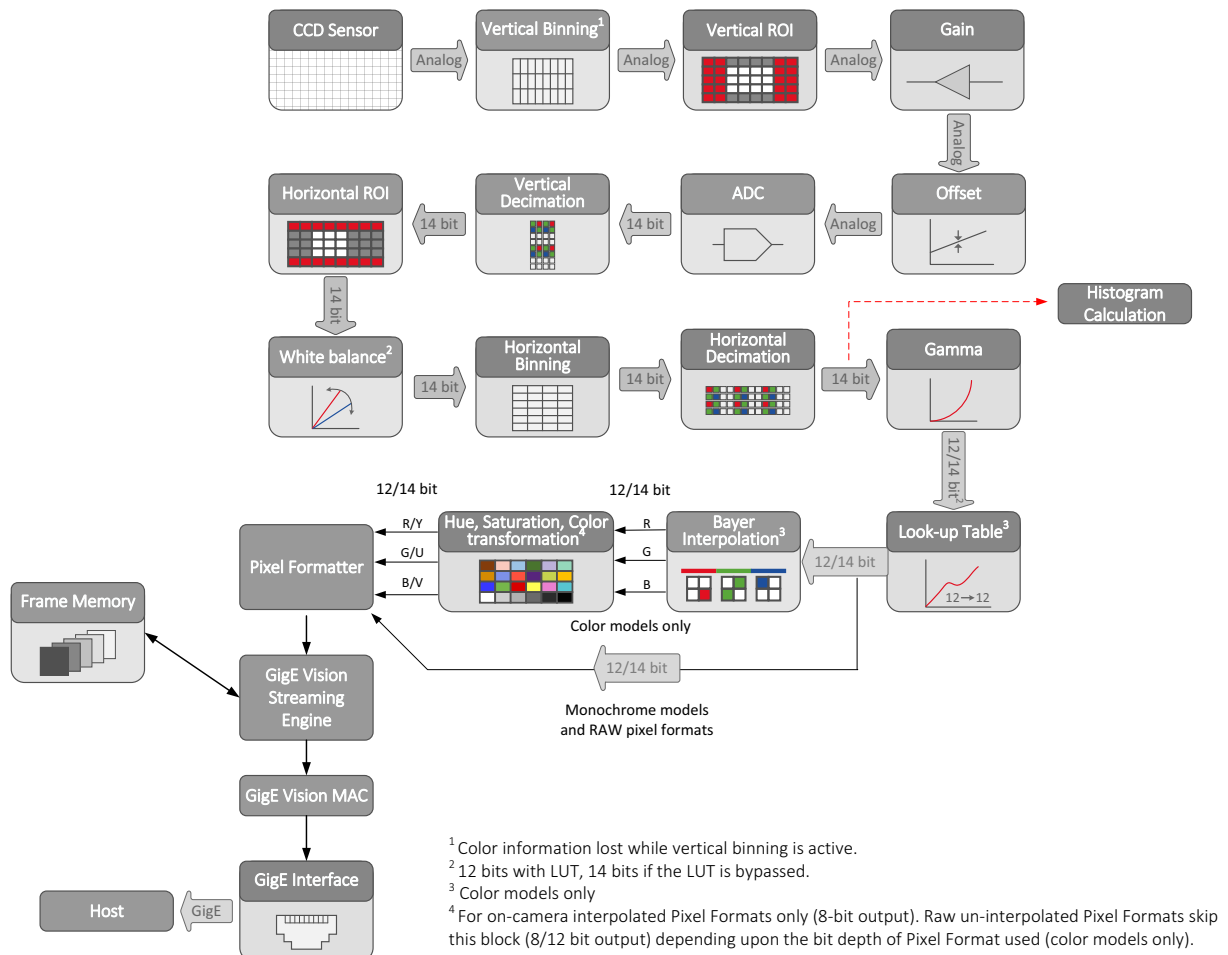 CCD Sensor
Analog
Vertical Binning1
Analog
Vertical ROI
Analog
Gain
Analog
Horizontal ROI
14 bit
Vertical
Decimation
14 bit
ADC
Analog
Offset
14 bit
Histogram
Calculation
White balance2
14 bit
Horizontal
Binning
14 bit
Horizontal
Decimation
14 bit
Gamma
12/14 bit2
12/14 bit
12/14 bit
Pixel Formatter
R/Y
G/U
B/V
Hue, Saturation, Color
transformation4
R
G
B
Bayer
Interpolation3
12/14 bit
Look-up Table3
12→12
Frame Memory
Color models only
12/14 bit
GigE Vision
Streaming
Engine
Monochrome models
and RAW pixel formats
GigE Vision MAC
GigE Interface
GigE
Host
1 Color information lost while vertical binning is active.
2 12 bits with LUT, 14 bits if the LUT is bypassed.
3 Color models only
4 For on-camera interpolated Pixel Formats only (8-bit output). Raw un-interpolated Pixel Formats skip
this block (8/12 bit output) depending upon the bit depth of Pixel Format used (color models only).